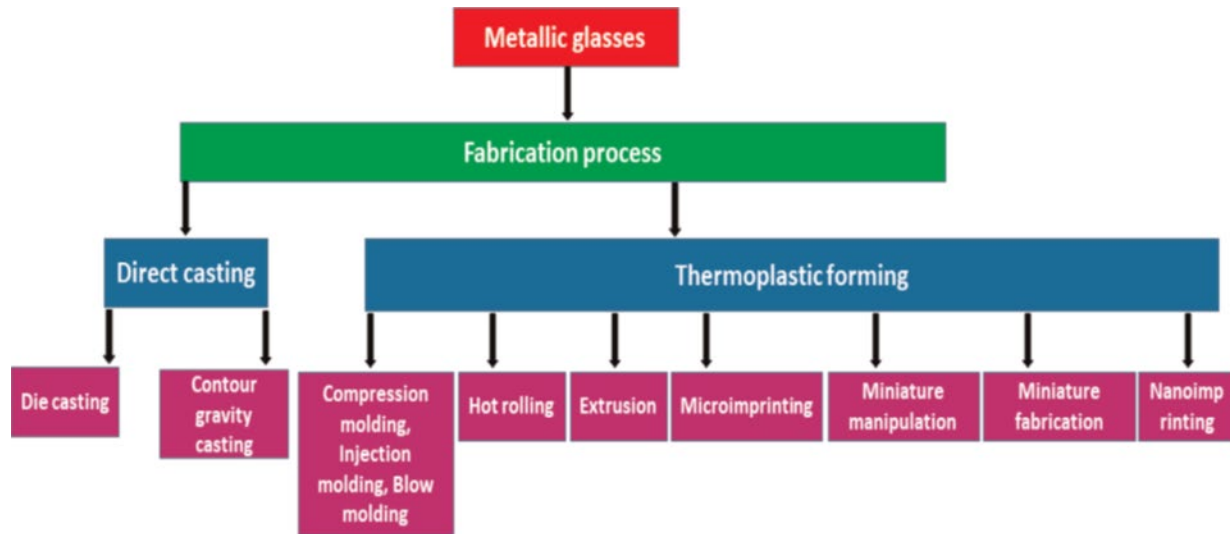 Metallic glasses
Fabrication process
Direct casting
Thermoplastic forming
Die casting
Contour
gravity
casting
Compression
molding,
Injection
molding, Blow
molding
Hot rolling
Extrusion
Microimprinting
Miniature
manipulation
Miniature
fabrication
Nanoimp
rinting